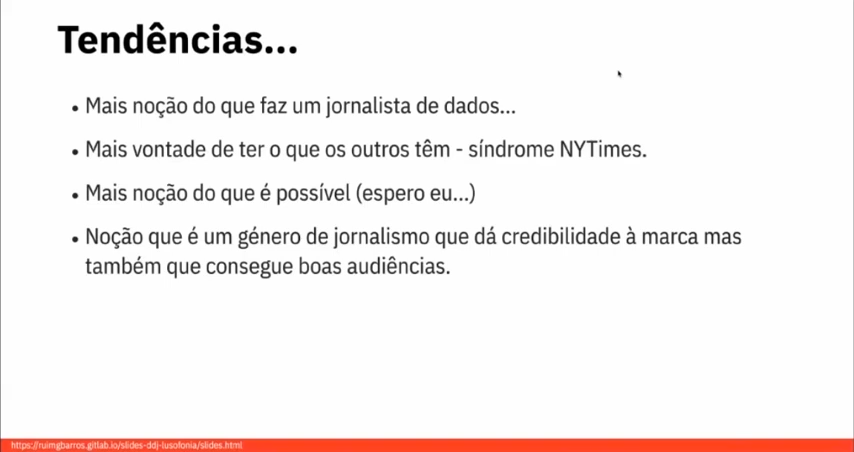 Tendências...
• Mais noção do que faz um jornalista de dados...
• Mais vontade de ter o que os outros têm - síndrome NYTimes.
• Mais noção do que é possível (espero eu...)
• Noção que é um género de jornalismo que dá credibilidade à marca mas
também que consegue boas audiências.
https://ruimgbarros.gitlab.io/slides-ddj-lusofonia/slides.html